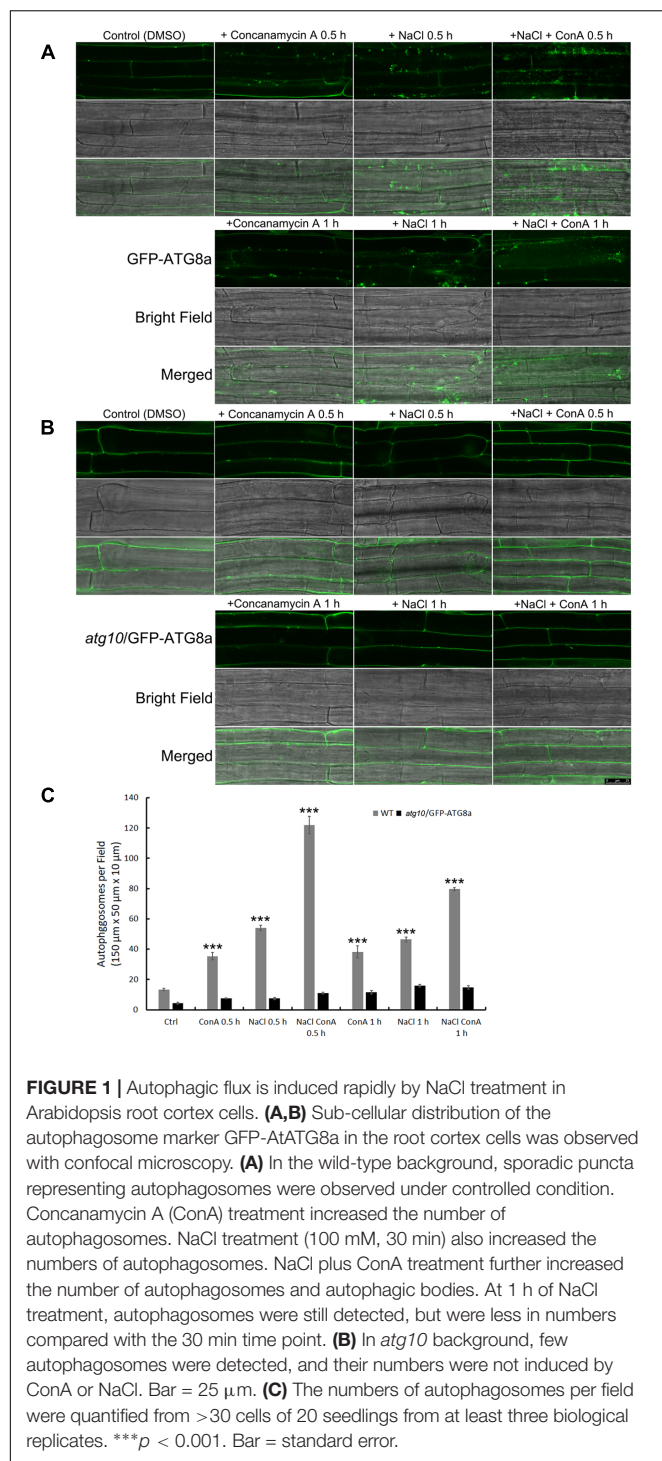 A
Control (DMSO) + Concanamycin A 0.5 h + NaCl 0.5 h +NaCl + ConA 0.5 h
+Concanamycin A 1 h + NaCl 1 h + NaCl + ConA 1 h
GFP-ATG8a
Bright Field
Merged
B
Control (DMSO) + Concanamycin A 0.5 h + NaCl 0.5 h +NaCl + ConA 0.5 h
+Concanamycin A 1 h + NaCl 1 h +NaCl + ConA 1 h
atg10/GFP-ATG8a
Bright Field
Merged
C
Autophggosomes per Field
(150 µm x 50 µm x 10 µm)
140
120
100
80
60
40
20
0
WT atg10/GFP-ATG8a
*** *** *** *** *** ***
Ctrl ConA 0.5 h NaCl 0.5 h NaCl ConA 0.5 h ConA 1 h NaCl 1 h NaCl ConA 1 h
FIGURE 1 | Autophagic flux is induced rapidly by NaCl treatment in
Arabidopsis root cortex cells. (A,B) Sub-cellular distribution of the
autophagosome marker GFP-AtATG8a in the root cortex cells was observed
with confocal microscopy. (A) In the wild-type background, sporadic puncta
representing autophagosomes were observed under controlled condition.
Concanamycin A (ConA) treatment increased the number of
autophagosomes. NaCl treatment (100 mM, 30 min) also increased the
numbers of autophagosomes. NaCl plus ConA treatment further increased
the number of autophagosomes and autophagic bodies. At 1 h of NaCl
treatment, autophagosomes were still detected, but were less in numbers
compared with the 30 min time point. (B) In atg10 background, few
autophagosomes were detected, and their numbers were not induced by
ConA or NaCl. Bar = 25 µm. (C) The numbers of autophagosomes per field
were quantified from >30 cells of 20 seedlings from at least three biological
replicates. ***p < 0.001. Bar = standard error.